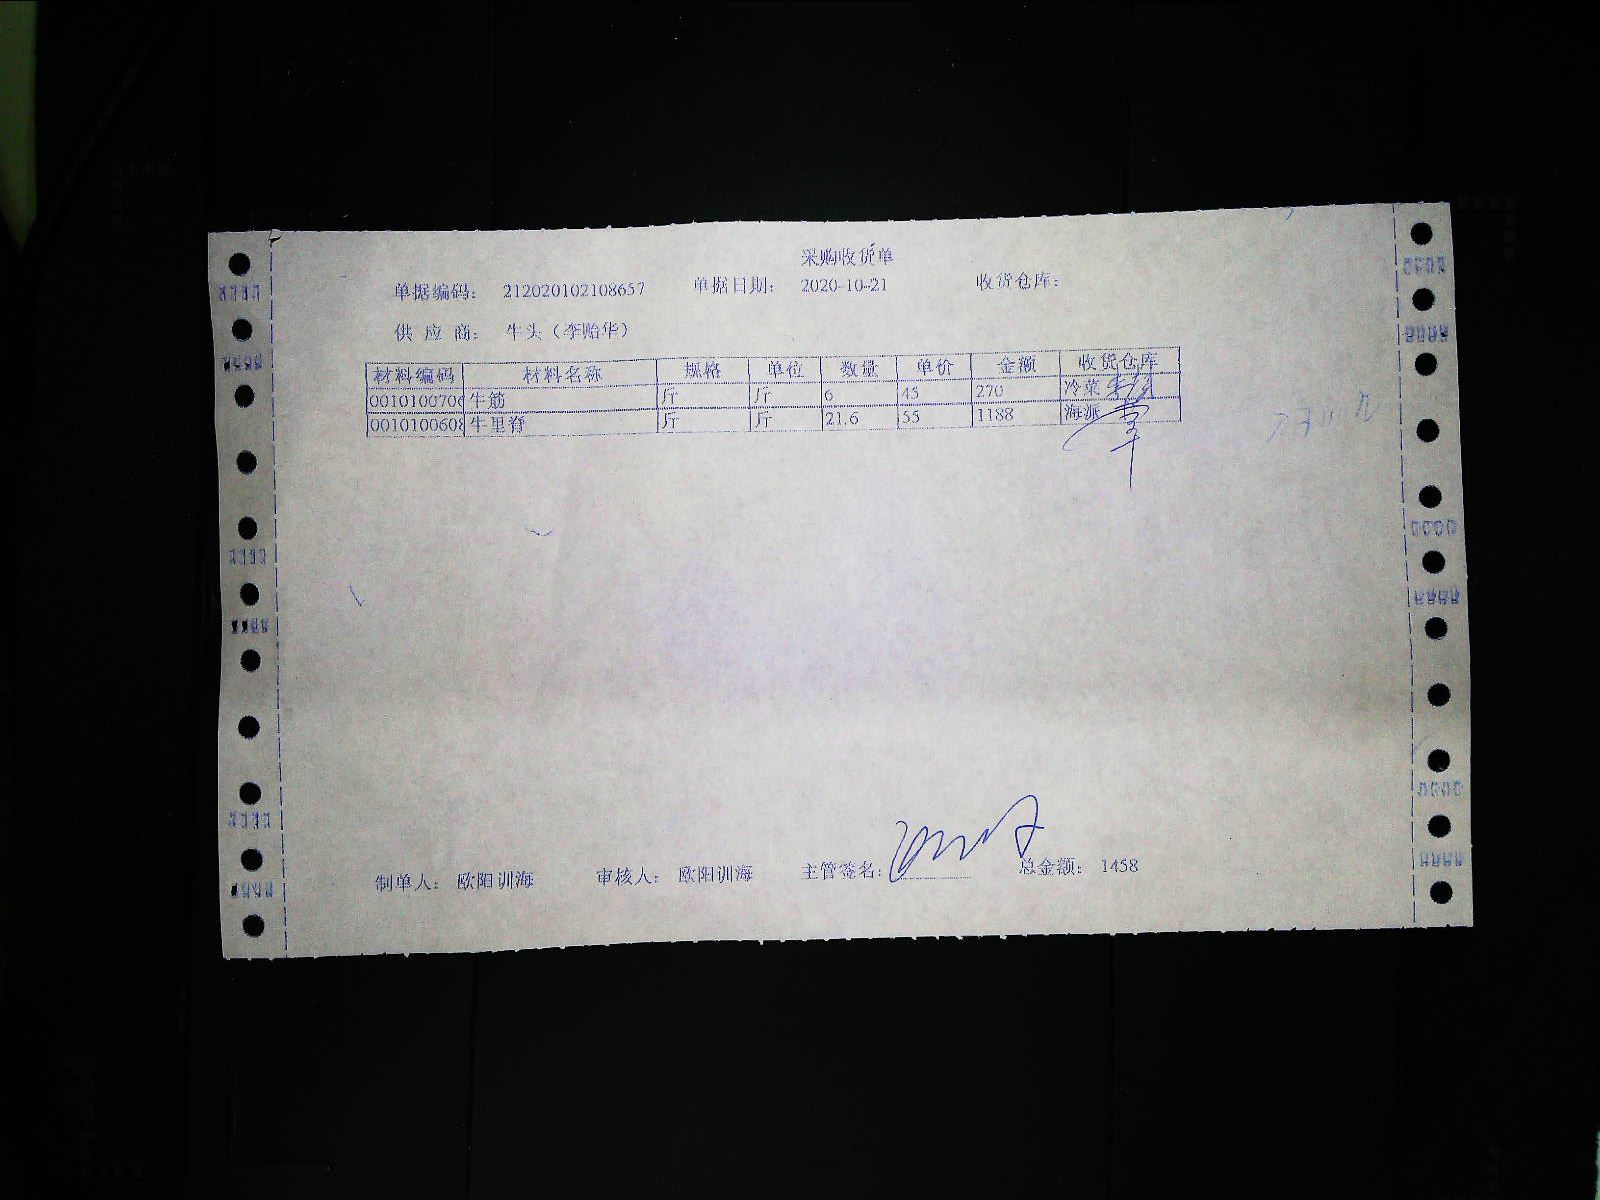 采购收货单
单据编码: 212020102108657 单据日期: 2020-10-21 收货仓库:
供应商: 牛头（李贻华）
材料编码 材料名称 规格 单位 数量 单价 金额 收货仓库
0010100706 牛筋 斤 斤 6 45 270 冷菜
0010100608 牛里脊 斤 斤 21.6 55 1188 海派
制单人: 欧阳训海 审核人: 欧阳训海 主管签名: 总金额: 1458